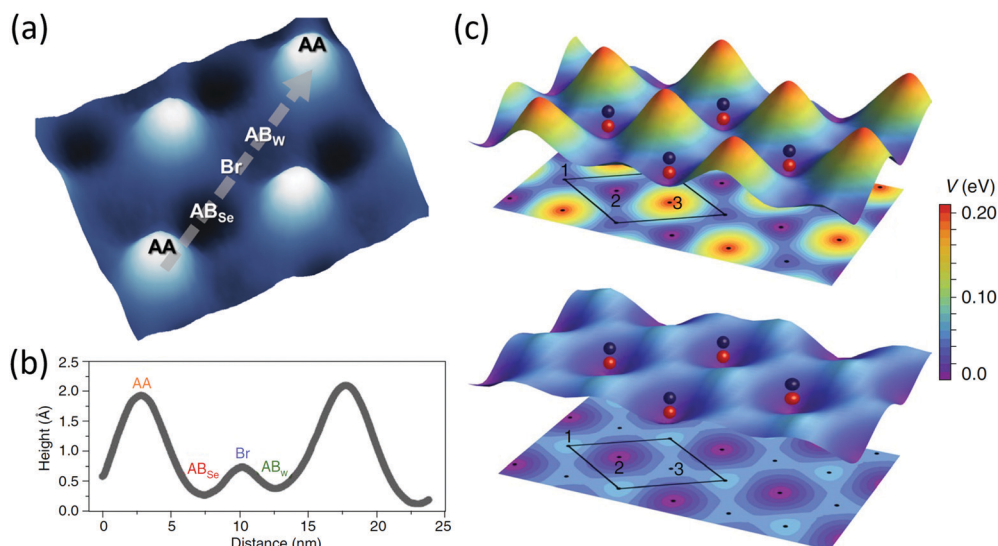 (a)
AA
AB_W
Br
AB_Se
AA
(b)
Height (Å)
2.5
2.0
1.5
1.0
0.5
0.0
AA
AB_Se
Br
AB_W
0
5
10
15
20
25
Distance (nm)
(c)
1
2
3
1
2
3
V (eV)
0.20
0.10
0.0